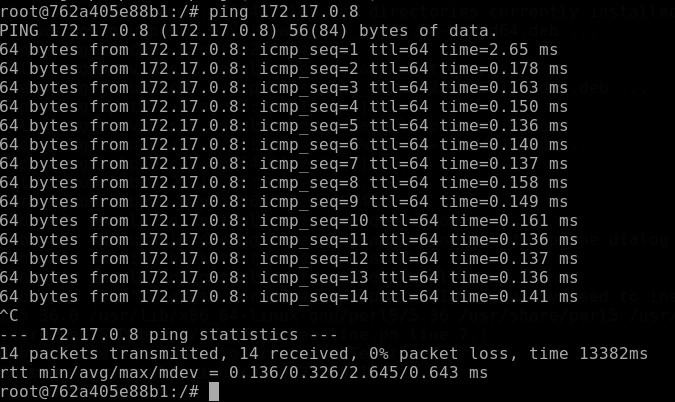 root@762a405e88b1:/# ping 172.17.0.8
PING 172.17.0.8 (172.17.0.8) 56(84) bytes of data.
64 bytes from 172.17.0.8: icmp_seq=1 ttl=64 time=2.65 ms
64 bytes from 172.17.0.8: icmp_seq=2 ttl=64 time=0.178 ms
64 bytes from 172.17.0.8: icmp_seq=3 ttl=64 time=0.163 ms
64 bytes from 172.17.0.8: icmp_seq=4 ttl=64 time=0.150 ms
64 bytes from 172.17.0.8: icmp_seq=5 ttl=64 time=0.136 ms
64 bytes from 172.17.0.8: icmp_seq=6 ttl=64 time=0.140 ms
64 bytes from 172.17.0.8: icmp_seq=7 ttl=64 time=0.137 ms
64 bytes from 172.17.0.8: icmp_seq=8 ttl=64 time=0.158 ms
64 bytes from 172.17.0.8: icmp_seq=9 ttl=64 time=0.149 ms
64 bytes from 172.17.0.8: icmp_seq=10 ttl=64 time=0.161 ms
64 bytes from 172.17.0.8: icmp_seq=11 ttl=64 time=0.136 ms
64 bytes from 172.17.0.8: icmp_seq=12 ttl=64 time=0.137 ms
64 bytes from 172.17.0.8: icmp_seq=13 ttl=64 time=0.136 ms
64 bytes from 172.17.0.8: icmp_seq=14 ttl=64 time=0.141 ms
^C
--- 172.17.0.8 ping statistics ---
14 packets transmitted, 14 received, 0% packet loss, time 13382ms
rtt min/avg/max/mdev = 0.136/0.326/2.645/0.643 ms
root@762a405e88b1:/#